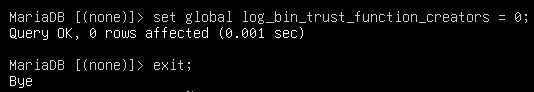 MariaDB [(none)]> set global log_bin_trust_function_creators = 0;
Query OK, 0 rows affected (0.001 sec)
MariaDB [(none)]> exit;
Bye